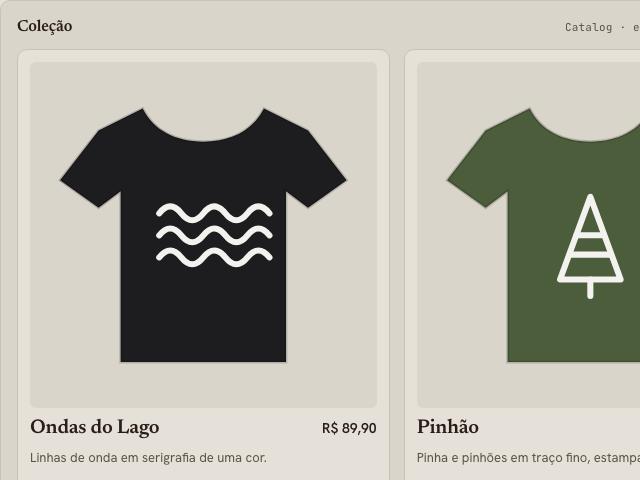 Coleção
Catalog ·
Ondas do Lago
R$ 89,90
Linhas de onda em serigrafia de uma cor.
Pinhão
Pinha e pinhões em traço fino,